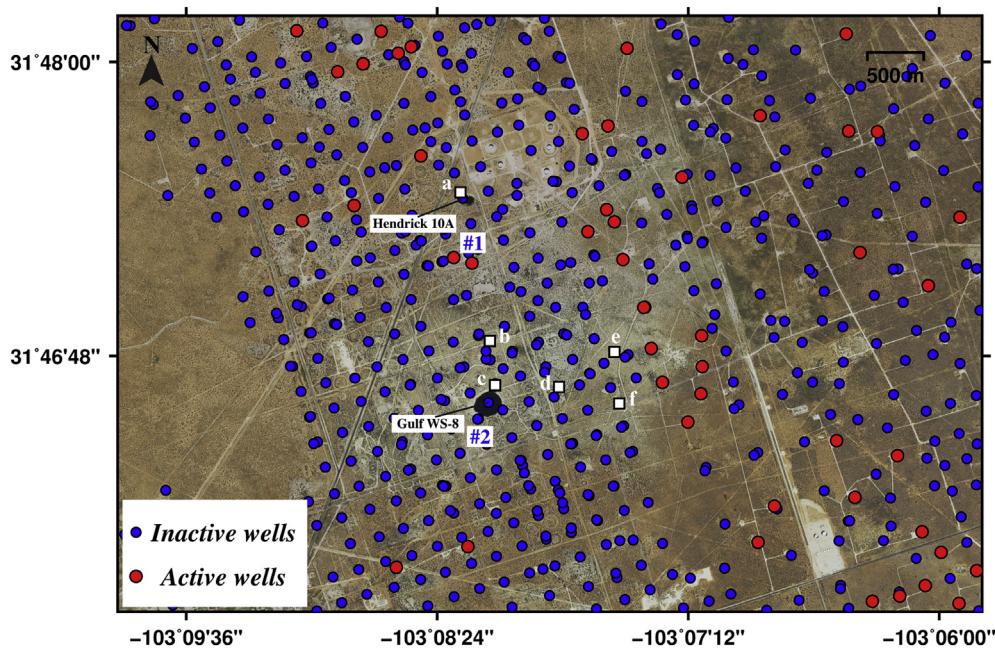 N
31°48'00"
500 m
a
Hendrick 10A
#1
b
e
31°46'48"
c
d
f
Gulf WS-8
#2
Inactive wells
Active wells
−103°09'36"
−103°08'24"
−103°07'12"
−103°06'00"